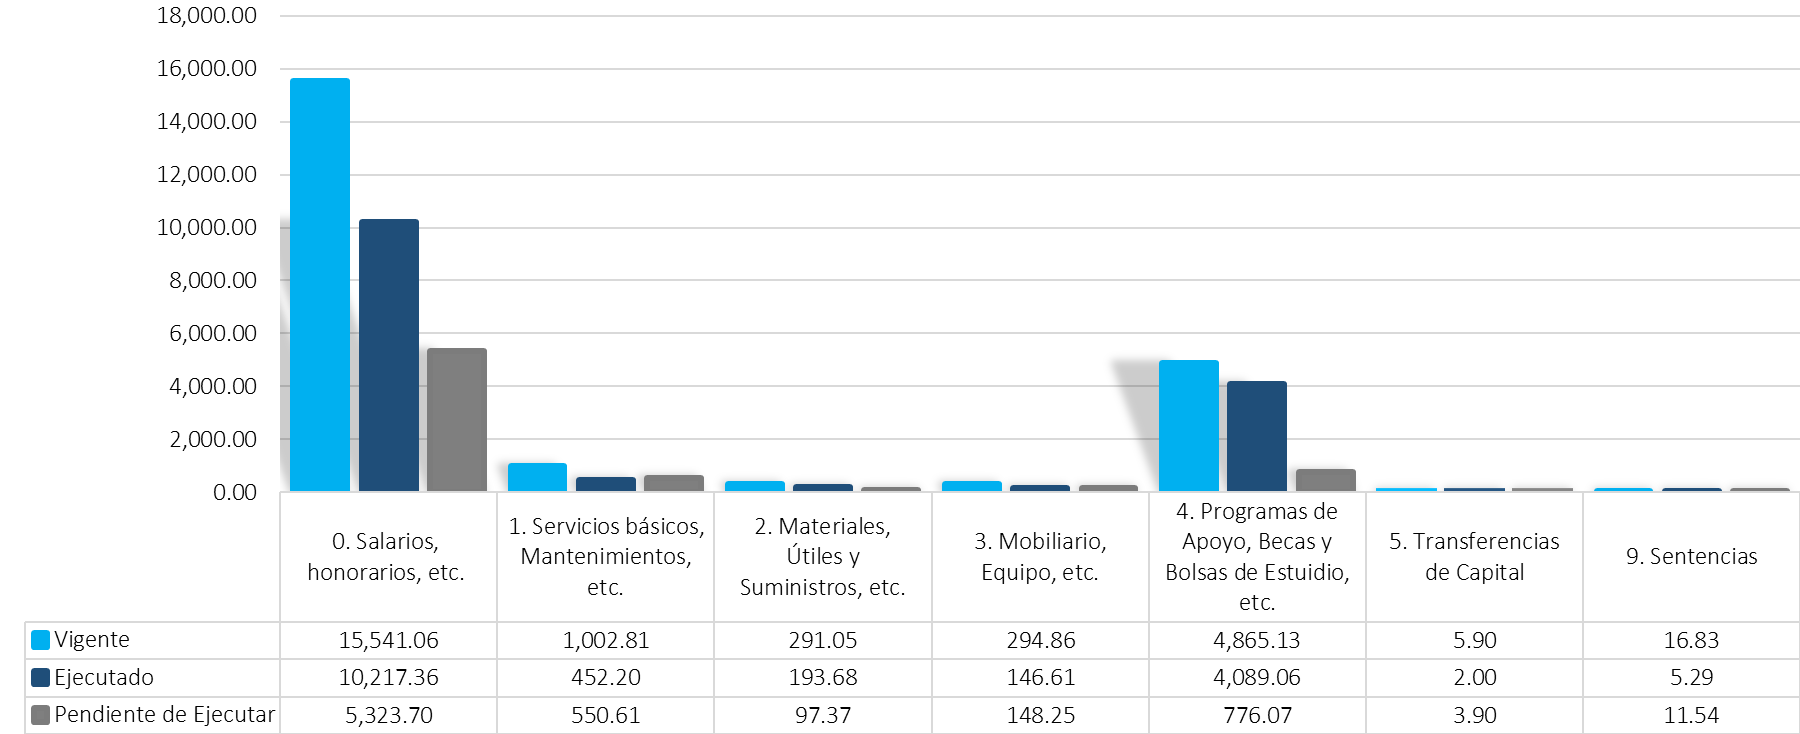 18,000.00
16,000.00
14,000.00
12,000.00
10,000.00
8,000.00
6,000.00
4,000.00
2,000.00
0.00
0. Salarios,
honorarios, etc.
1. Servicios básicos,
Mantenimientos,
etc.
2. Materiales,
Útiles y
Suministros, etc.
3. Mobiliario,
Equipo, etc.
4. Programas de
Apoyo, Becas y
Bolsas de Estuidio,
etc.
5. Transferencias
de Capital
9. Sentencias
Vigente 15,541.06 1,002.81 291.05 294.86 4,865.13 5.90 16.83
Ejecutado 10,217.36 452.20 193.68 146.61 4,089.06 2.00 5.29
Pendiente de Ejecutar 5,323.70 550.61 97.37 148.25 776.07 3.90 11.54